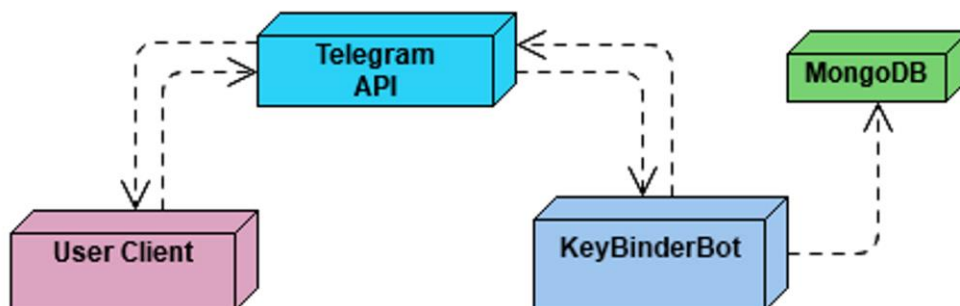 Telegram
API
MongoDB
User Client
KeyBinderBot